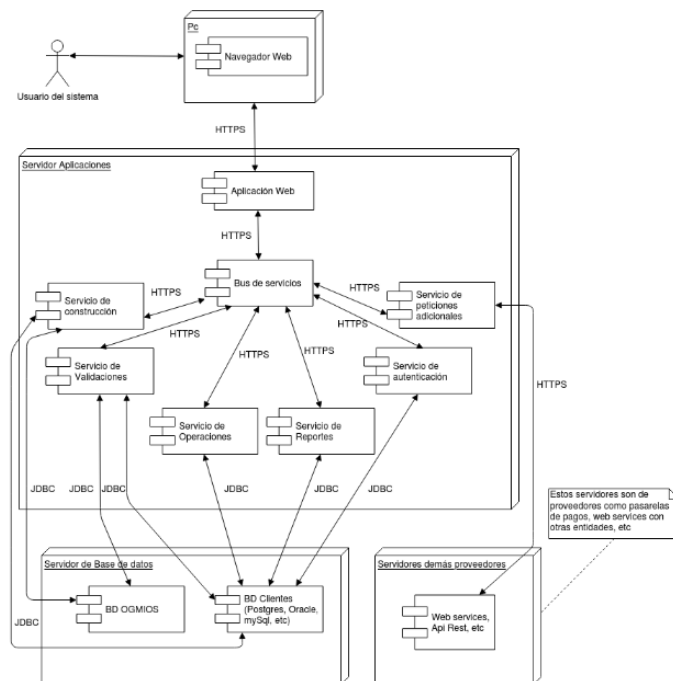 Pc
Navegador Web
Usuario del sistema
HTTPS
Servidor Aplicaciones
Aplicación Web
HTTPS
Bus de servicios
HTTPS
HTTPS
Servicio de
construcción
Servicio de
peticiones
adicionales
HTTPS
HTTPS
HTTPS
HTTPS
Servicio de
Validaciones
Servicio de
autenticación
HTTPS
Servicio de
Operaciones
Servicio de
Reportes
JDBC
JDBC
JDBC
JDBC
JDBC
JDBC
Estos servidores son de
proveedores como pasarelas
de pagos, web services con
otras entidades, etc
Servidor de Base de datos
Servidores demás proveedores
BD OGMIOS
BD Clientes
(Postgres, Oracle,
mySql, etc)
Web services,
Api Rest, etc
JDBC